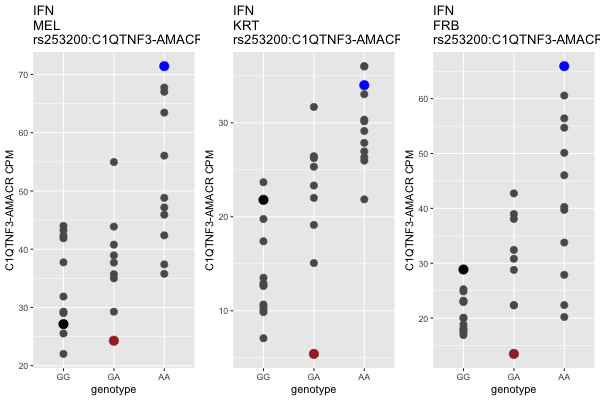 IFN
MEL
rs253200:C1QTNF3-AMACR
C1QTNF3-AMACR CPM
70
60
50
40
30
20
GG
GA
AA
genotype
IFN
KRT
rs253200:C1QTNF3-AMACR
C1QTNF3-AMACR CPM
30
20
10
GG
GA
AA
genotype
IFN
FRB
rs253200:C1QTNF3-AMACR
C1QTNF3-AMACR CPM
60
50
40
30
20
GG
GA
AA
genotype